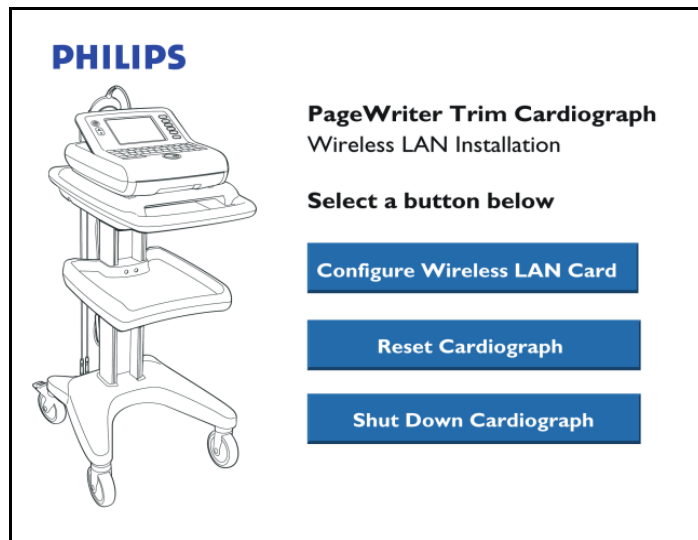 PHILIPS
PageWriter Trim Cardiograph
Wireless LAN Installation
Select a button below
Configure Wireless LAN Card
Reset Cardiograph
Shut Down Cardiograph